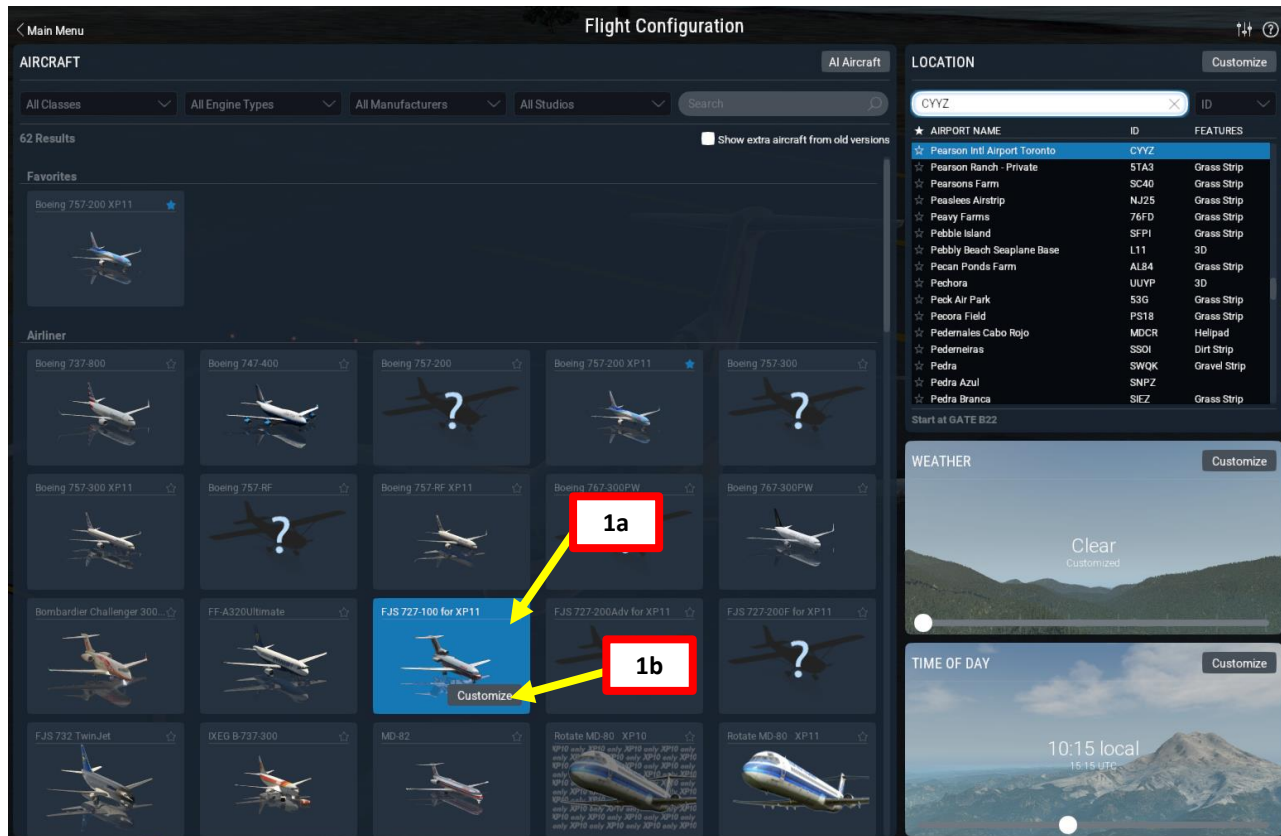 Main Menu
Flight Configuration
AIRCRAFT
AI Aircraft
All Classes
All Engine Types
All Manufacturers
All Studios
Search
62 Results
Show extra aircraft from old versions
Favorites
Boeing 757-200 XP11
Airliner
Boeing 737-800
Boeing 747-400
Boeing 757-200
Boeing 757-200 XP11
Boeing 757-300
?
?
Boeing 757-300 XP11
Boeing 757-RF
Boeing 757-RF XP11
Boeing 767-300PW
Boeing 767-300PW
?
1a
Bombardier Challenger 300...
FF-A320Ultimate
FJS 727-100 for XP11
FJS 727-200Adv for XP11
FJS 727-200F for XP11
?
1b
Customize
FJS 732 TwinJet
IXEG B-737-300
MD-82
Rotate MD-80 XP10
Rotate MD-80 XP11
XP10 only XP10 only XP10 only
LOCATION
Customize
CYYZ
ID
AIRPORT NAME ID FEATURES
Pearson Intl Airport Toronto CYYZ
Pearson Ranch - Private 5TA3 Grass Strip
Pearsons Farm SC40 Grass Strip
Peaslees Airstrip NJ25 Grass Strip
Peavy Farms 76FD Grass Strip
Pebble Island SFPI Grass Strip
Pebbly Beach Seaplane Base L11 3D
Pecan Ponds Farm AL84 Grass Strip
Pechora UUYP 3D
Peck Air Park 53G Grass Strip
Pecora Field PS18 Grass Strip
Pedernales Cabo Rojo MDCR Helipad
Pederneiras SSOI Dirt Strip
Pedra SWQK Gravel Strip
Pedra Azul SNPZ
Pedra Branca SIEZ Grass Strip
Start at GATE B22
WEATHER
Customize
Clear
Customized
TIME OF DAY
Customize
10:15 local
15:15 UTC